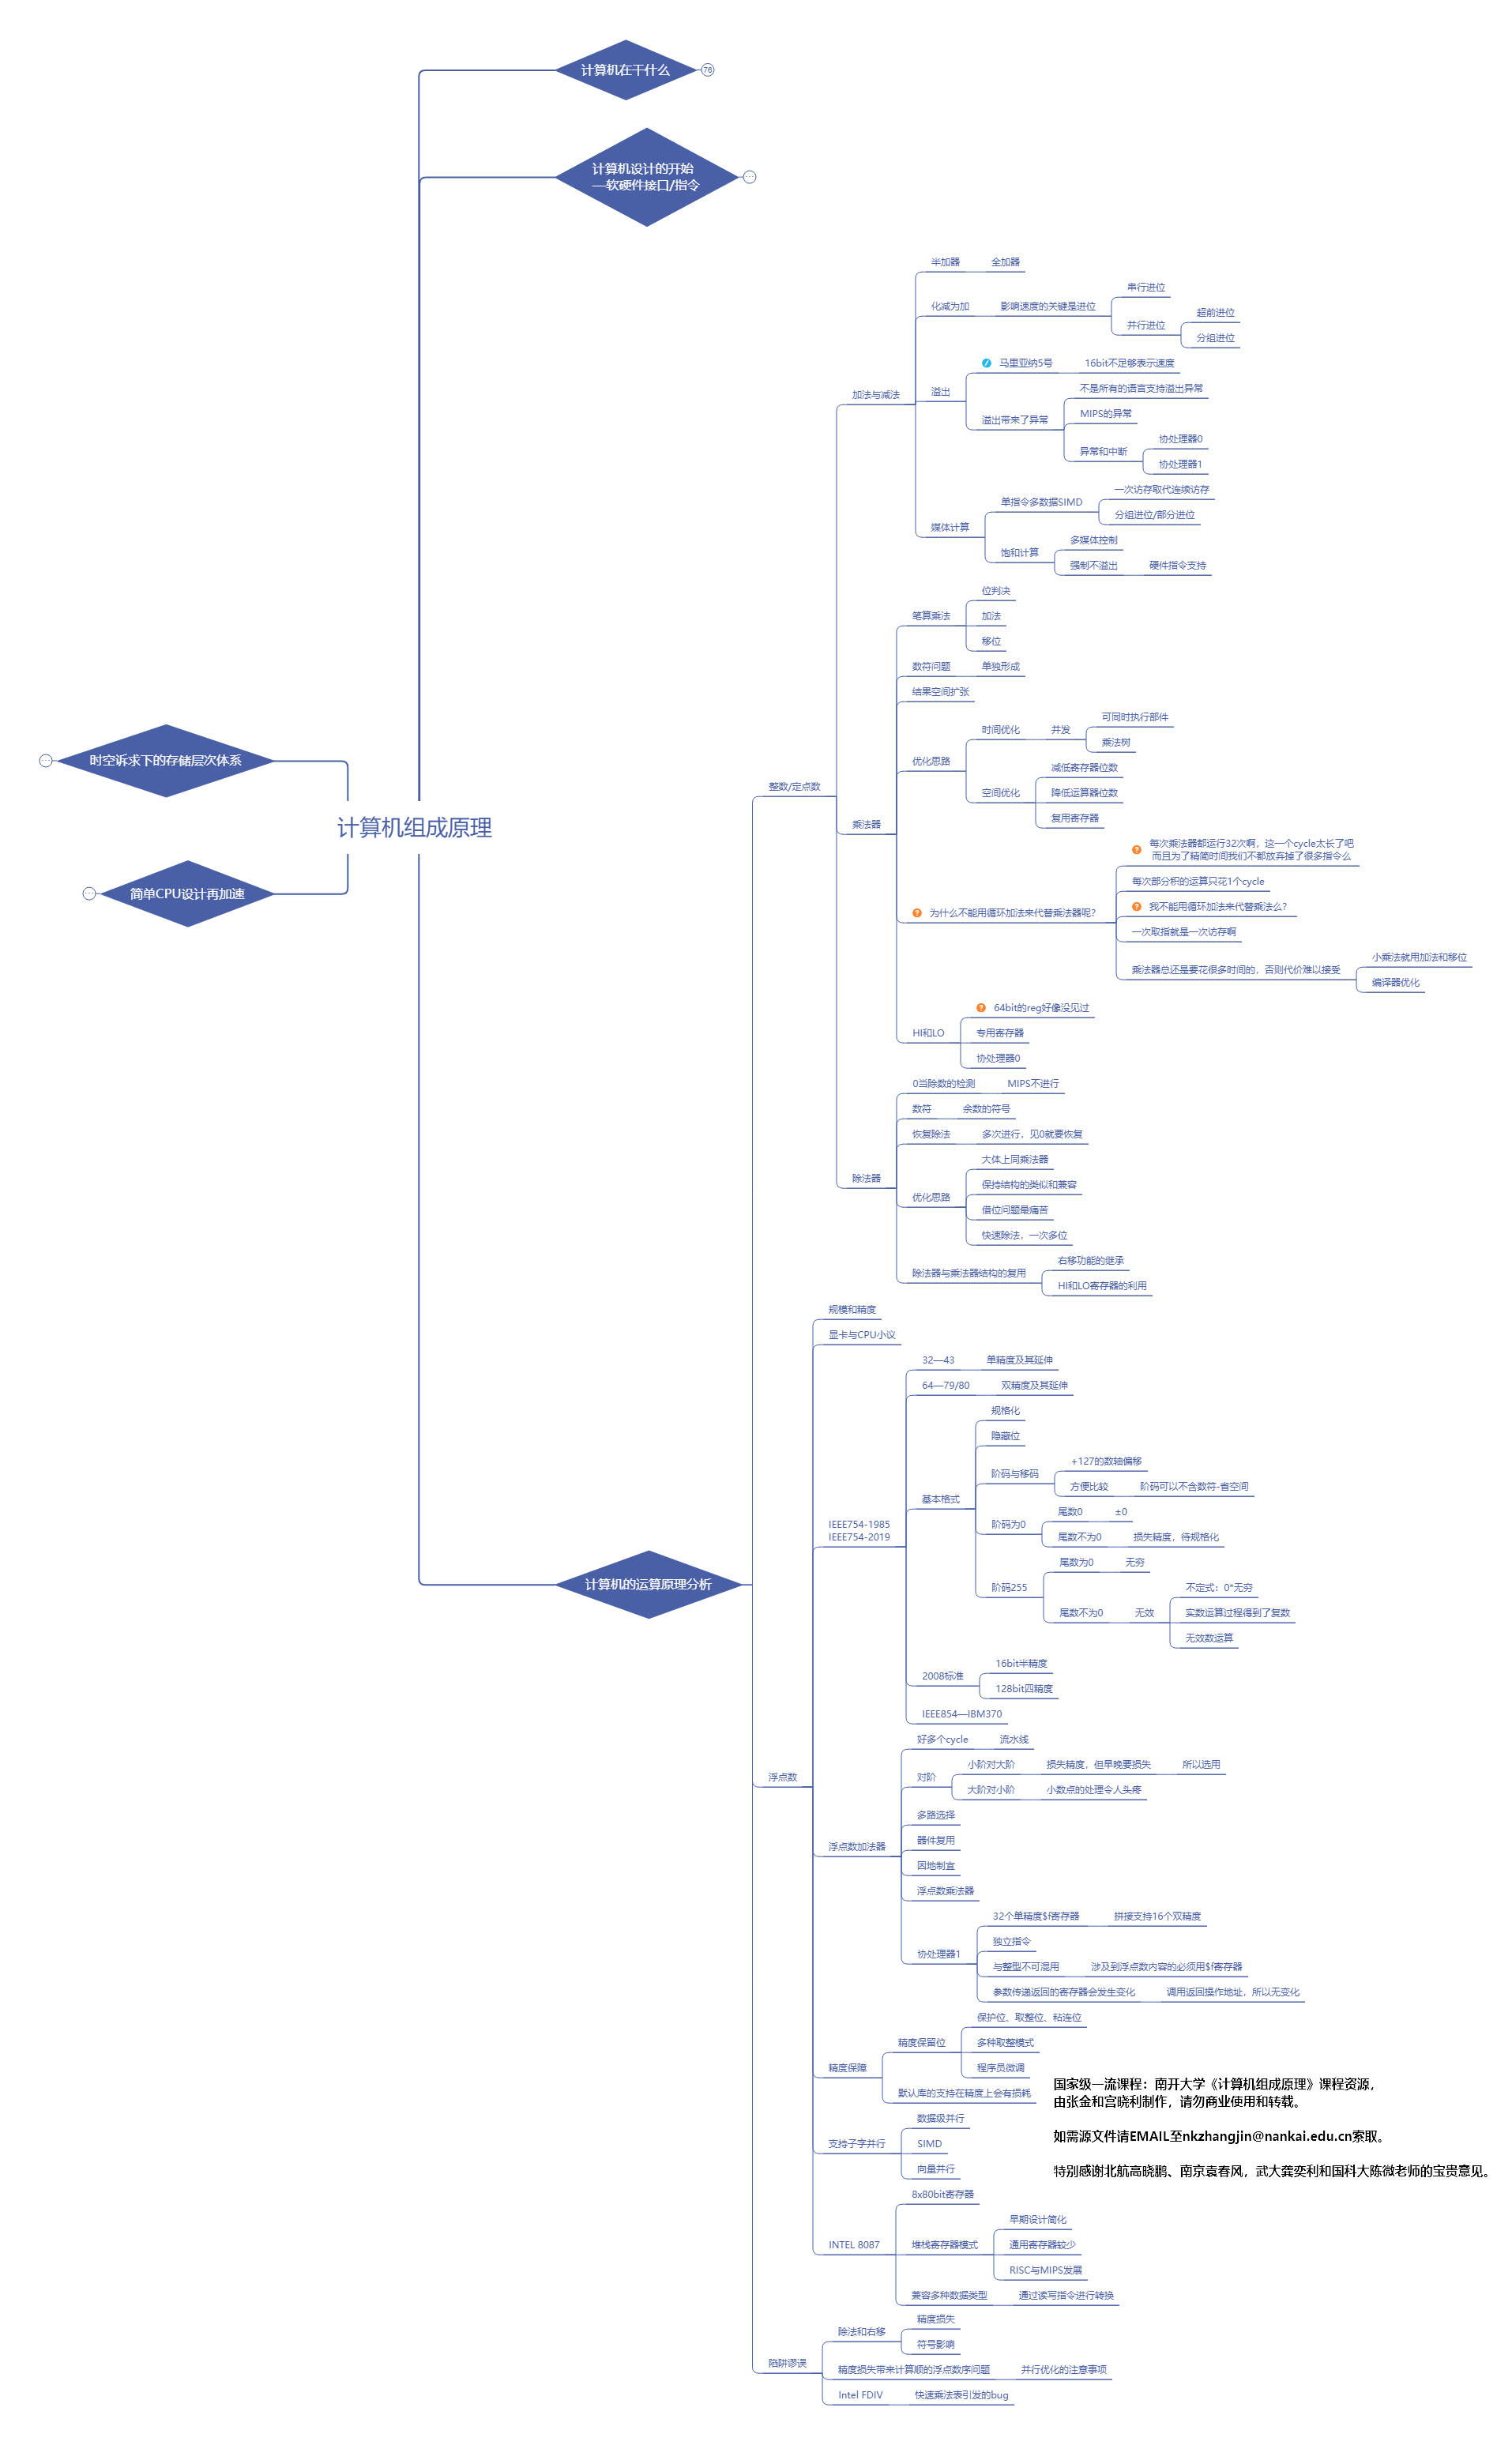 计算机在干什么
76
计算机设计的开始
—软硬件接口/指令
时空诉求下的存储层次体系
计算机组成原理
简单CPU设计再加速
计算机的运算原理分析
整数/定点数
加法与减法
半加器
全加器
化减为加
影响速度的关键是进位
串行进位
并行进位
超前进位
分组进位
溢出
马里亚纳5号
16bit不足够表示速度
溢出带来了异常
不是所有的语言支持溢出异常
MIPS的异常
异常和中断
协处理器0
协处理器1
媒体计算
单指令多数据SIMD
一次访存取代连续访存
分组进位/部分进位
饱和计算
多媒体控制
强制不溢出
硬件指令支持
乘法器
笔算乘法
位判决
加法
移位
数符问题
单独形成
结果空间扩张
优化思路
时间优化
并发
可同时执行部件
乘法树
空间优化
减低寄存器位数
降低运算器位数
复用寄存器
为什么不能用循环加法来代替乘法器呢？
每次乘法器都运行32次啊，这一个cycle太长了吧
而且为了精简时间我们不都放弃掉了很多指令么
每次部分积的运算只花1个cycle
我不能用循环加法来代替乘法么？
一次取指就是一次访存啊
乘法器总还是要花很多时间的，否则代价难以接受
小乘法就用加法和移位
编译器优化
HI和LO
64bit的reg好像没见过
专用寄存器
协处理器0
除法器
0当除数的检测
MIPS不进行
数符
余数的符号
恢复除法
多次进行，见0就要恢复
优化思路
大体上同乘法器
保持结构的类似和兼容
借位问题最痛苦
快速除法，一次多位
除法器与乘法器结构的复用
右移功能的继承
HI和LO寄存器的利用
浮点数
规模和精度
显卡与CPU小议
IEEE754-1985
IEEE754-2019
32—43
单精度及其延伸
64—79/80
双精度及其延伸
基本格式
规格化
隐藏位
阶码与移码
+127的数轴偏移
方便比较
阶码可以不含数符-省空间
阶码为0
尾数0
±0
尾数不为0
损失精度，待规格化
阶码255
尾数为0
无穷
尾数不为0
无效
不定式：0*无穷
实数运算过程得到了复数
无效数运算
2008标准
16bit半精度
128bit四精度
IEEE854—IBM370
浮点数加法器
好多个cycle
流水线
对阶
小阶对大阶
损失精度，但早晚要损失
所以选用
大阶对小阶
小数点的处理令人头疼
多路选择
器件复用
因地制宜
浮点数乘法器
协处理器1
32个单精度$f寄存器
拼接支持16个双精度
独立指令
与整型不可混用
涉及到浮点数内容的必须用$f寄存器
参数传递返回的寄存器会发生变化
调用返回操作地址，所以无变化
精度保障
精度保留位
保护位、取整位、粘连位
多种取整模式
程序员微调
默认库的支持在精度上会有损耗
支持子字并行
数据级并行
SIMD
向量并行
INTEL 8087
8x80bit寄存器
堆栈寄存器模式
早期设计简化
通用寄存器较少
RISC与MIPS发展
兼容多种数据类型
通过读写指令进行转换
陷阱谬误
除法和右移
精度损失
符号影响
精度损失带来计算顺的浮点数序问题
并行优化的注意事项
Intel FDIV
快速乘法表引发的bug
国家级一流课程：南开大学《计算机组成原理》课程资源，
由张金和宫晓利制作，请勿商业使用和转载。
如需源文件请EMAIL至nkzhangjin@nankai.edu.cn索取。
特别感谢北航高晓鹏、南京袁春风，武大龚奕利和国科大陈微老师的宝贵意见。